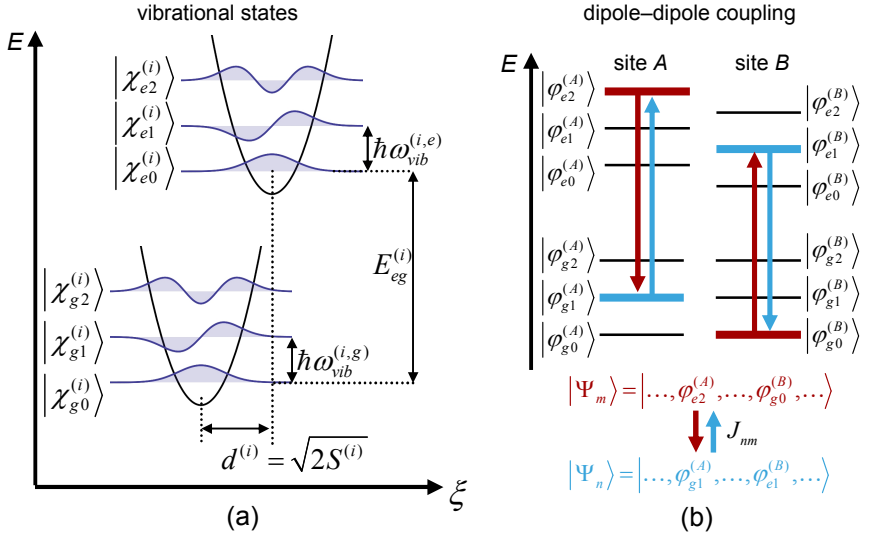 vibrational states
E
|χ_{e2}^{(i)}⟩
|χ_{e1}^{(i)}⟩
|χ_{e0}^{(i)}⟩
ħω_{vib}^{(i,e)}
E_{eg}^{(i)}
|χ_{g2}^{(i)}⟩
|χ_{g1}^{(i)}⟩
|χ_{g0}^{(i)}⟩
ħω_{vib}^{(i,g)}
d^{(i)} = √(2S^{(i)})
ξ
(a)
dipole–dipole coupling
E
site A
site B
|φ_{e2}^{(A)}⟩
|φ_{e1}^{(A)}⟩
|φ_{e0}^{(A)}⟩
|φ_{g2}^{(A)}⟩
|φ_{g1}^{(A)}⟩
|φ_{g0}^{(A)}⟩
|φ_{e2}^{(B)}⟩
|φ_{e1}^{(B)}⟩
|φ_{e0}^{(B)}⟩
|φ_{g2}^{(B)}⟩
|φ_{g1}^{(B)}⟩
|φ_{g0}^{(B)}⟩
|Ψ_m⟩ = |…, φ_{e2}^{(A)}, …, φ_{g0}^{(B)}, …⟩
J_{nm}
|Ψ_n⟩ = |…, φ_{g1}^{(A)}, …, φ_{e1}^{(B)}, …⟩
(b)